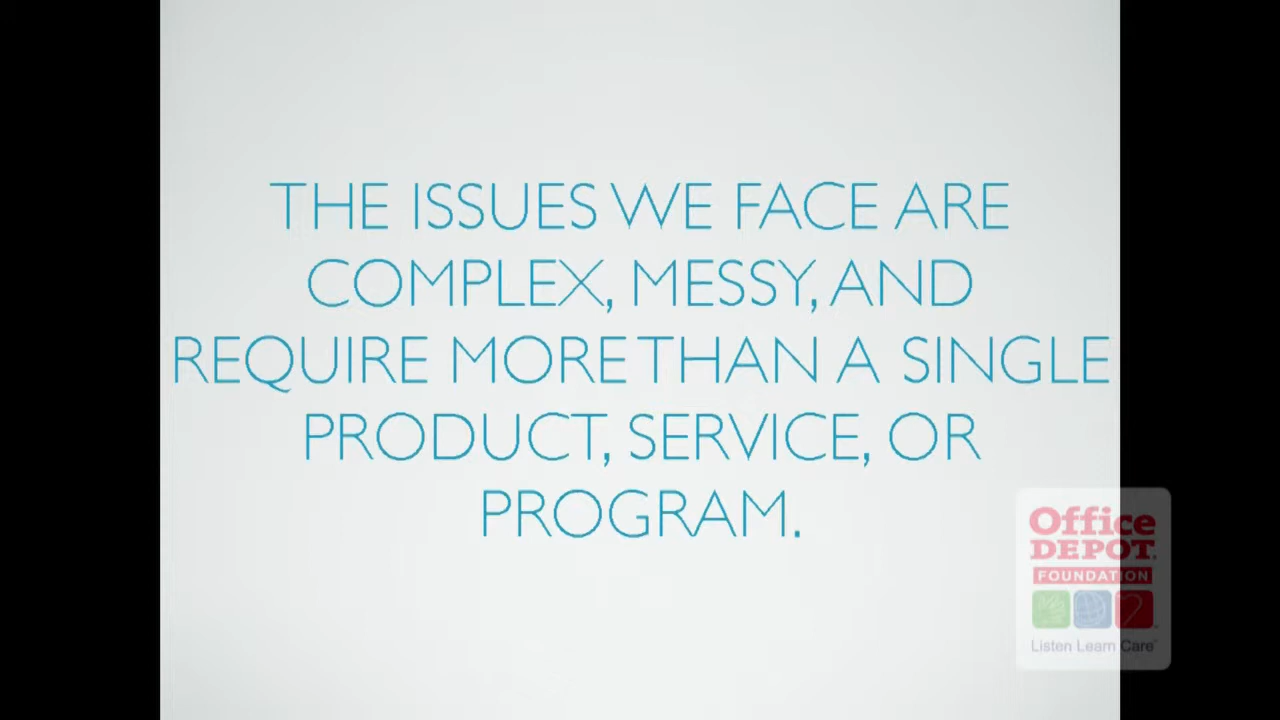 THE ISSUES WE FACE ARE
COMPLEX, MESSY, AND
REQUIRE MORE THAN A SINGLE
PRODUCT, SERVICE, OR
PROGRAM.
Office
DEPOT.
FOUNDATION
Listen Learn Care